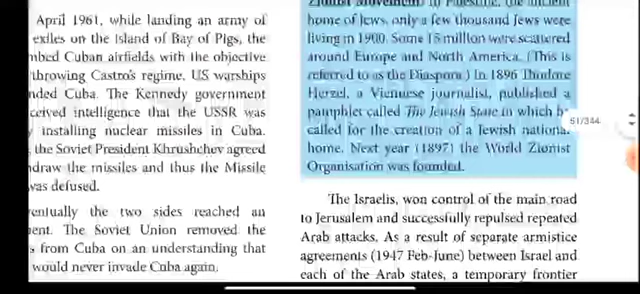 April 1961, while landing an army of
exiles on the Island of Bay of Pigs, the
mbed Cuban airfields with the objective
throwing Castro's regime. US warships
nded Cuba. The Kennedy government
ceived intelligence that the USSR was
installing nuclear missiles in Cuba.
the Soviet President Khrushchev agreed
ndraw the missiles and thus the Missile
was defused.
entually the two sides reached an
ent. The Soviet Union removed the
s from Cuba on an understanding that
would never invade Cuba again.
Zionist Movement: In Palestine, the ancient
home of Jews, only a few thousand Jews were
living in 1900. Some 15 million were scattered
around Europe and North America. (This is
referred to as the Diaspora.) In 1896 Thodore
Herzel, a Viennese journalist, published a
pamphlet called The Jewish State in which he
called for the creation of a Jewish national
home. Next year (1897) the World Zionist
Organisation was founded.
51/344
The Israelis, won control of the main road
to Jerusalem and successfully repulsed repeated
Arab attacks. As a result of separate armistice
agreements (1947 Feb-June) between Israel and
each of the Arab states, a temporary frontier